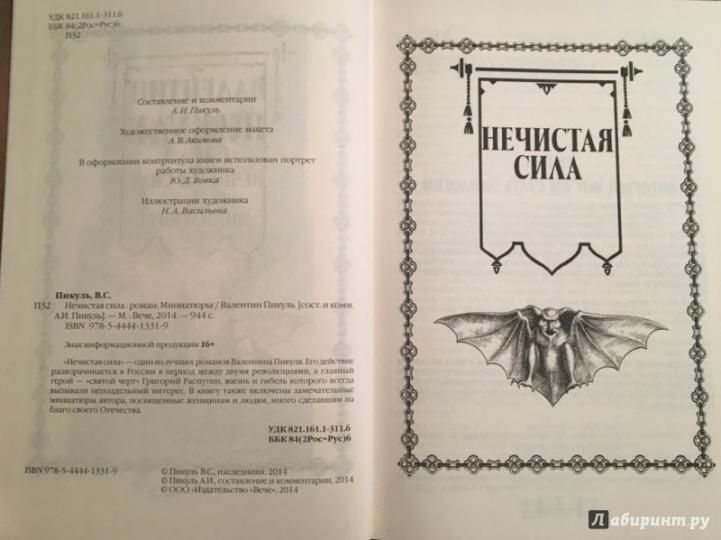 УДК 821.161.1-311.6
ББК 84(2Рос=Рус)6
П32
Составление и комментарии
А.И. Пикуль
Художественное оформление макета
А.В. Акимова
В оформлении контртитула книги использован портрет
работы художника
Ю.Д. Вовка
Иллюстрации художника
Н.А. Васильева
Пикуль, В.С.
П32 Нечистая сила : роман; Миниатюры / Валентин Пикуль [сост. и комм.
А.И. Пикуль]. — М. : Вече, 2014. — 944 с.
ISBN 978-5-4444-1331-9
Знак информационной продукции 16+
«Нечистая сила» — один из лучших романов Валентина Пикуля. Его действие
разворачивается в России в период между двумя революциями, а главный
герой — «святой черт» Григорий Распутин, жизнь и гибель которого всегда
вызывали неподдельный интерес. В книгу также включены замечательные
миниатюры автора, посвященные женщинам и людям, много сделавшим на
благо своего Отечества.
УДК 821.161.1-311.6
ББК 84(2Рос=Рус)6
ISBN 978-5-4444-1331-9
© Пикуль В.С., наследники, 2014
© Пикуль А.И., составление и комментарии, 2014
© ООО «Издательство «Вече», 2014
НЕЧИСТАЯ
СИЛА
Лабиринт.ру